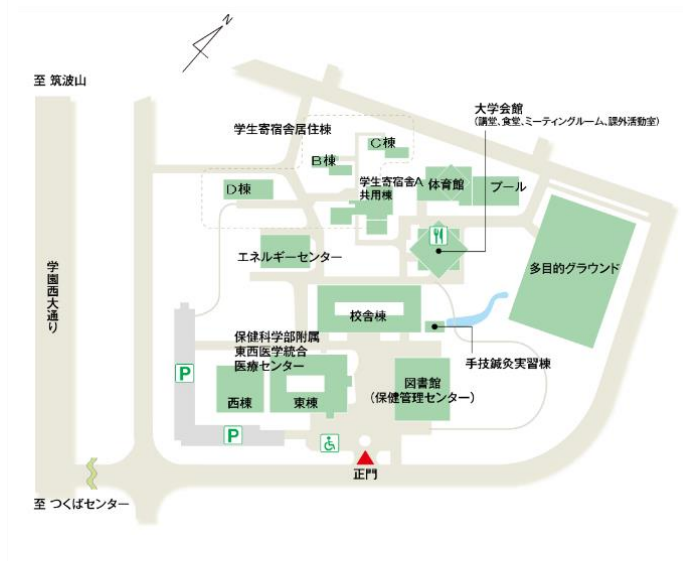 N
至 筑波山
大学会館
(講堂、食堂、ミーティングルーム、課外活動室)
学生寄宿舎居住棟
C棟
B棟
D棟
学生寄宿舎A
共用棟
体育館
プール
エネルギーセンター
多目的グラウンド
学園西大通り
校舎棟
保健科学部附属
東西医学統合
医療センター
手技鍼灸実習棟
P
西棟
東棟
図書館
(保健管理センター)
P
正門
至 つくばセンター